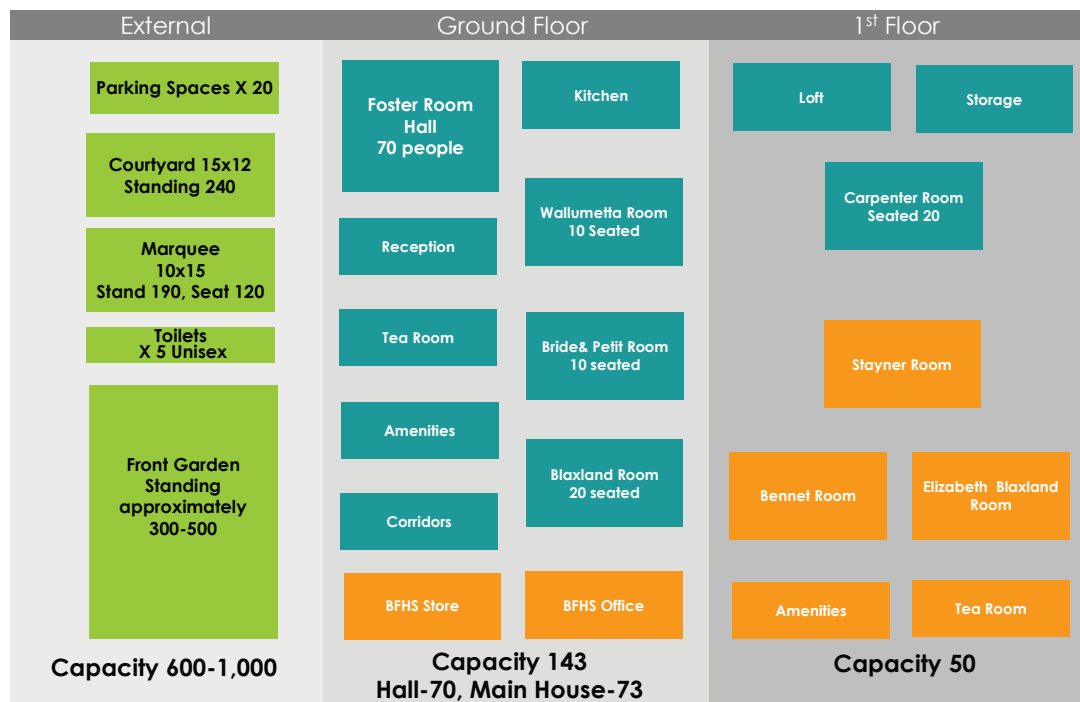 External
Parking Spaces X 20
Courtyard 15x12
Standing 240
Marquee
10x15
Stand 190, Seat 120
Toilets
X 5 Unisex
Front Garden
Standing
approximately
300-500
Capacity 600-1,000
Ground Floor
Foster Room
Hall
70 people
Kitchen
Wallumetta Room
10 Seated
Reception
Tea Room
Bride& Petit Room
10 seated
Amenities
Blaxland Room
20 seated
Corridors
BFHS Store
BFHS Office
Capacity 143
Hall-70, Main House-73
1st Floor
Loft
Storage
Carpenter Room
Seated 20
Stayner Room
Bennet Room
Elizabeth  Blaxland
Room
Amenities
Tea Room
Capacity 50